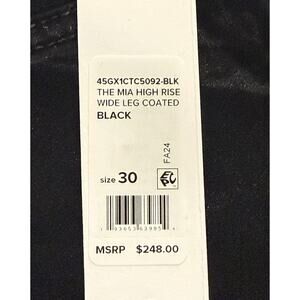 45GX1CTC5092-BLK
THE MIA HIGH RISE
WIDE LEG COATED
BLACK
FA24
size 30
MSRP $248.00